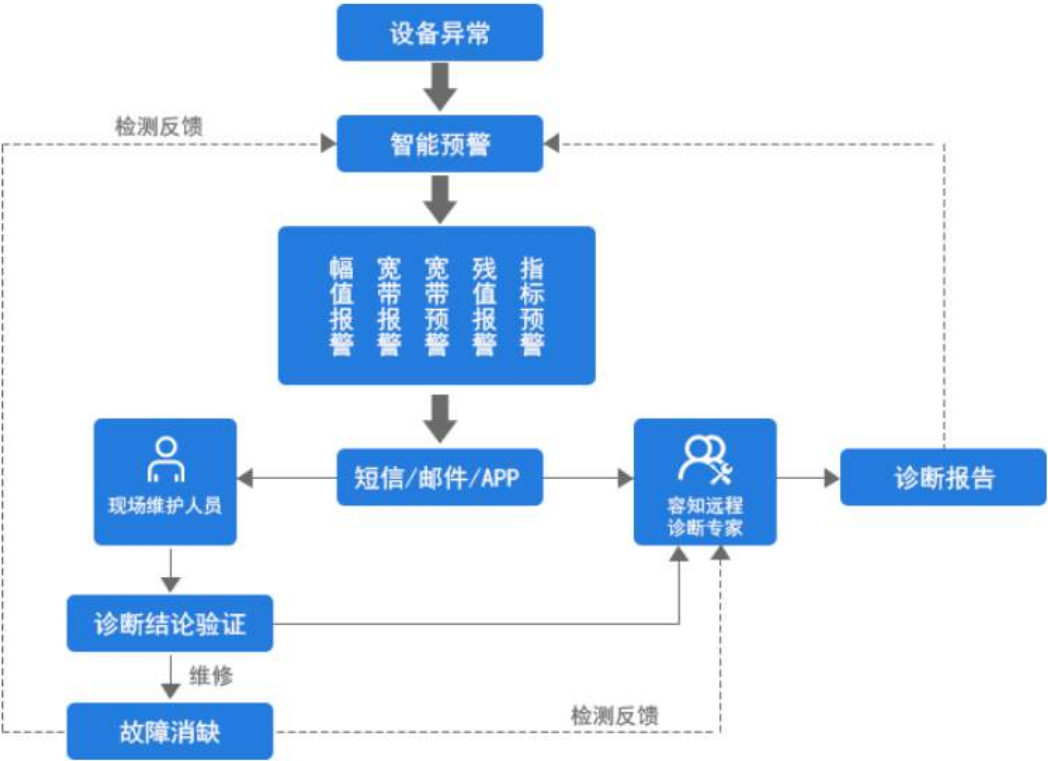 设备异常
检测反馈
智能预警
幅值报警
宽带报警
宽带预警
残值报警
指标预警
现场维护人员
短信/邮件/APP
容知远程
诊断专家
诊断报告
诊断结论验证
维修
故障消缺
检测反馈